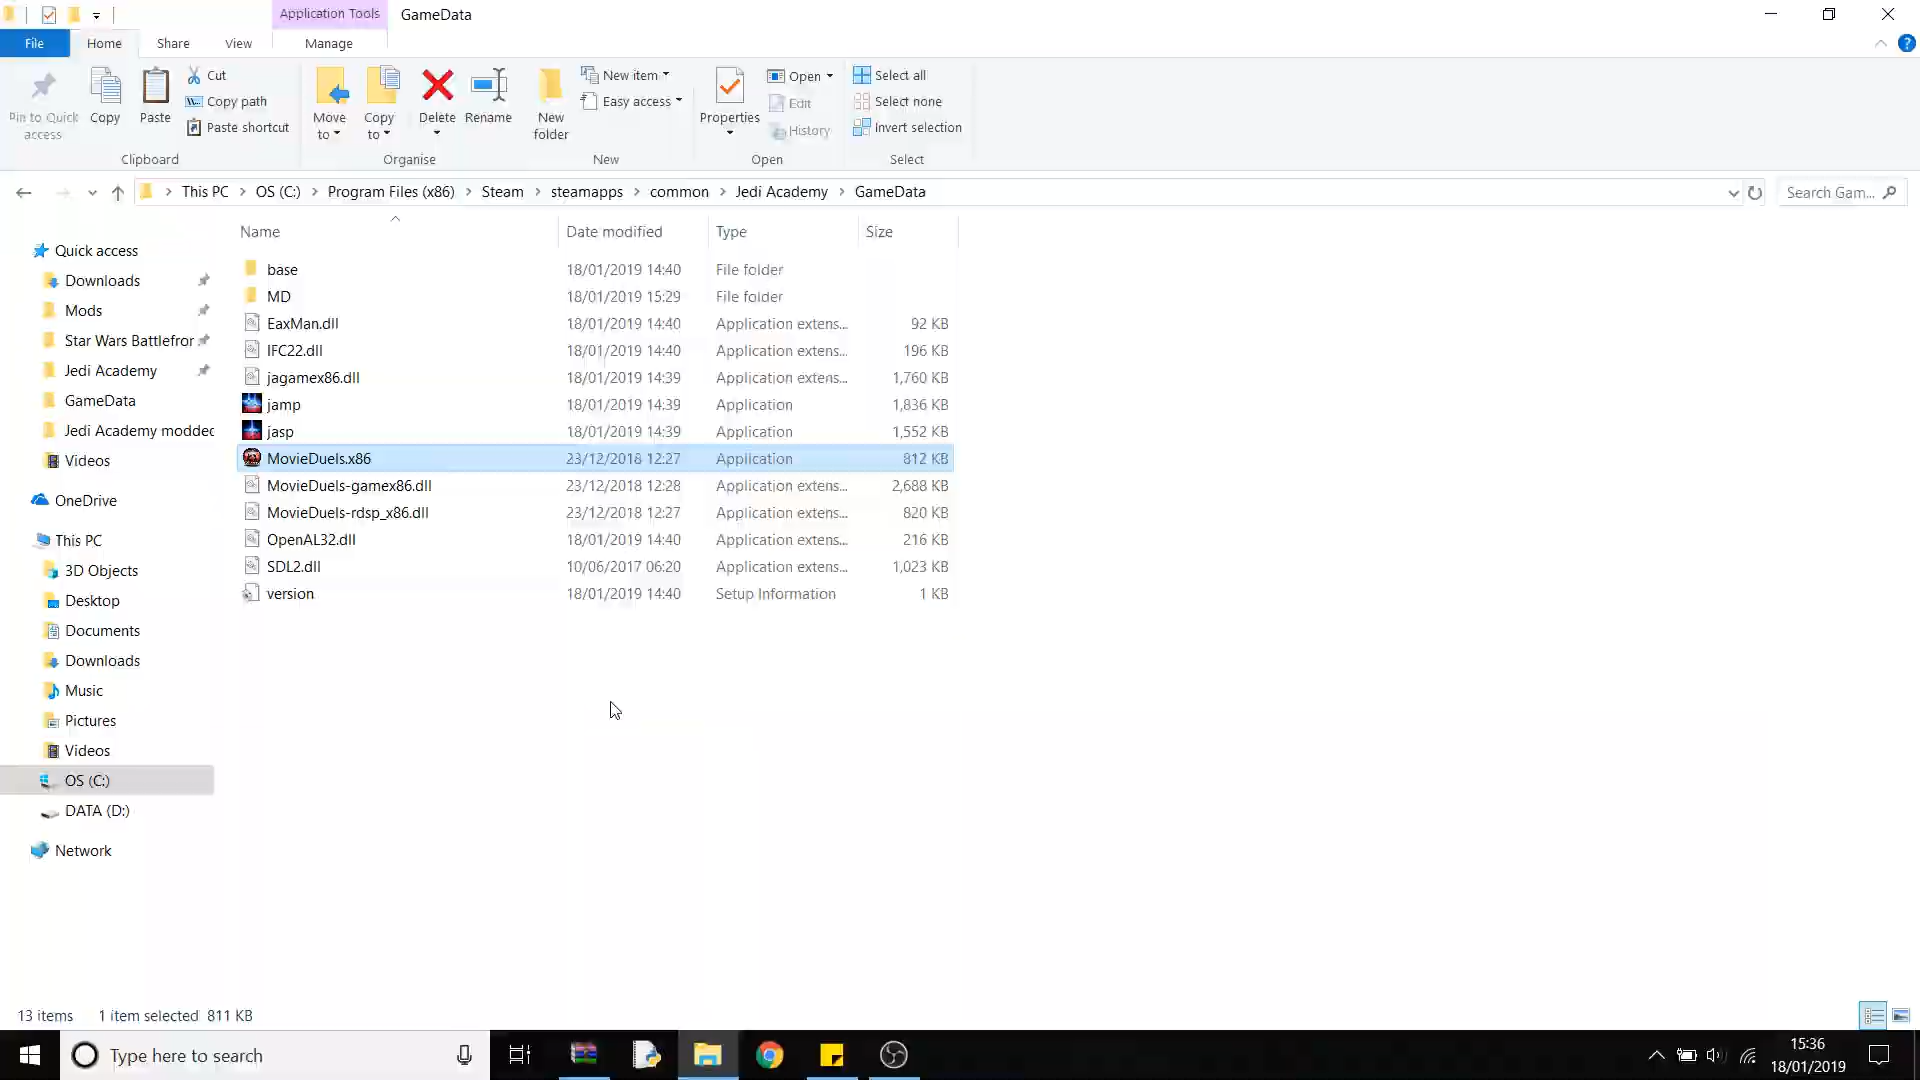 Application Tools GameData
File Home Share View Manage
Pin to Quick access
Copy
Paste
Cut
Copy path
Paste shortcut
Clipboard
Move to
Copy to
Delete
Rename
Organise
New folder
New item
Easy access
New
Properties
Open
Edit
History
Open
Select all
Select none
Invert selection
Select
This PC > OS (C:) > Program Files (x86) > Steam > steamapps > common > Jedi Academy > GameData
Search Gam...
Name Date modified Type Size
base 18/01/2019 14:40 File folder
MD 18/01/2019 15:29 File folder
EaxMan.dll 18/01/2019 14:40 Application extens... 92 KB
IFC22.dll 18/01/2019 14:40 Application extens... 196 KB
jagamex86.dll 18/01/2019 14:39 Application extens... 1,760 KB
jamp 18/01/2019 14:39 Application 1,836 KB
jasp 18/01/2019 14:39 Application 1,552 KB
MovieDuels.x86 23/12/2018 12:27 Application 812 KB
MovieDuels-gamex86.dll 23/12/2018 12:28 Application extens... 2,688 KB
MovieDuels-rdsp_x86.dll 23/12/2018 12:27 Application extens... 820 KB
OpenAL32.dll 18/01/2019 14:40 Application extens... 216 KB
SDL2.dll 10/06/2017 06:20 Application extens... 1,023 KB
version 18/01/2019 14:40 Setup Information 1 KB
Quick access
Downloads
Mods
Star Wars Battlefror
Jedi Academy
GameData
Jedi Academy modded
Videos
OneDrive
This PC
3D Objects
Desktop
Documents
Downloads
Music
Pictures
Videos
OS (C:)
DATA (D:)
Network
13 items 1 item selected 811 KB
Type here to search
15:36
18/01/2019